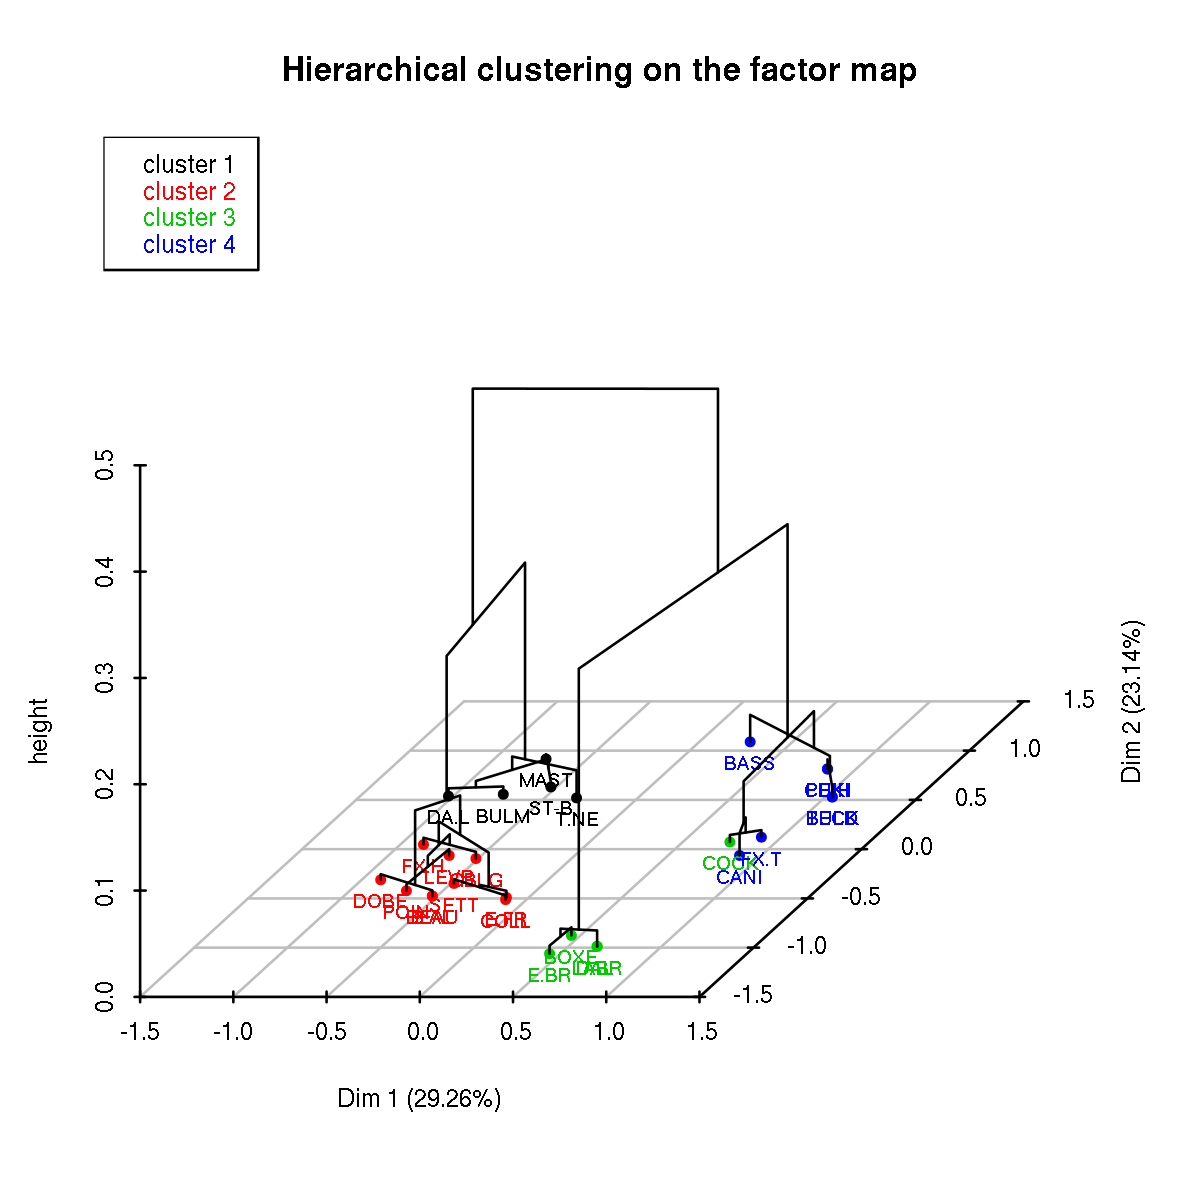 Hierarchical clustering on the factor map
cluster 1
cluster 2
cluster 3
cluster 4
0.5
0.4
0.3
0.2
0.1
0.0
height
-1.5
-1.0
-0.5
0.0
0.5
1.0
1.5
Dim 1 (29.26%)
1.5
1.0
0.5
0.0
-0.5
-1.0
-1.5
Dim 2 (23.14%)
BASS
MAST
ST-B
T.NE
DA.L
BULM
FX.H
DOBE
SETT
COOK
FX.T
CANI
BOXE
E.BR